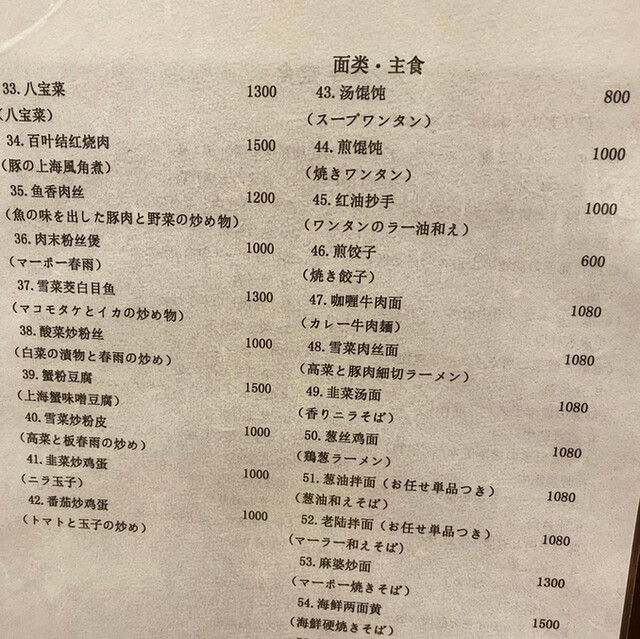 33. 八宝菜 1300
(八宝菜)
34. 百叶结红烧肉 1500
(豚の上海風角煮)
35. 鱼香肉丝 1200
(魚の味を出した豚肉と野菜の炒め物)
36. 肉末粉丝煲 1000
(マーボー春雨)
37. 雪菜茭白目鱼 1300
(マコモタケとイカの炒め物)
38. 酸菜炒粉丝 1000
(白菜の漬物と春雨の炒め)
39. 蟹粉豆腐 1500
(上海蟹味噌豆腐)
40. 雪菜炒粉皮 1000
(高菜と板春雨の炒め)
41. 韭菜炒鸡蛋 1000
(ニラ玉子)
42. 番茄炒鸡蛋 1000
(トマトと玉子の炒め)
面类・主食
43. 汤馄饨 800
(スープワンタン)
44. 煎馄饨 1000
(焼きワンタン)
45. 红油抄手 1000
(ワンタンのラー油和え)
46. 煎饺子 600
(焼き餃子)
47. 咖喱牛肉面 1080
(カレー牛肉麺)
48. 雪菜肉丝面 1080
(高菜と豚肉細切ラーメン)
49. 韭菜汤面 1080
(香りニラそば)
50. 葱丝鸡面 1080
(鶏葱ラーメン)
51. 葱油拌面(お任せ単品つき) 1080
(葱油和えそば)
52. 老陆拌面(お任せ単品つき) 1080
(マーラー和えそば)
53. 麻婆炒面 1300
(マーボー焼きそば)
54. 海鲜两面黄 1500
(海鮮硬焼きそば)